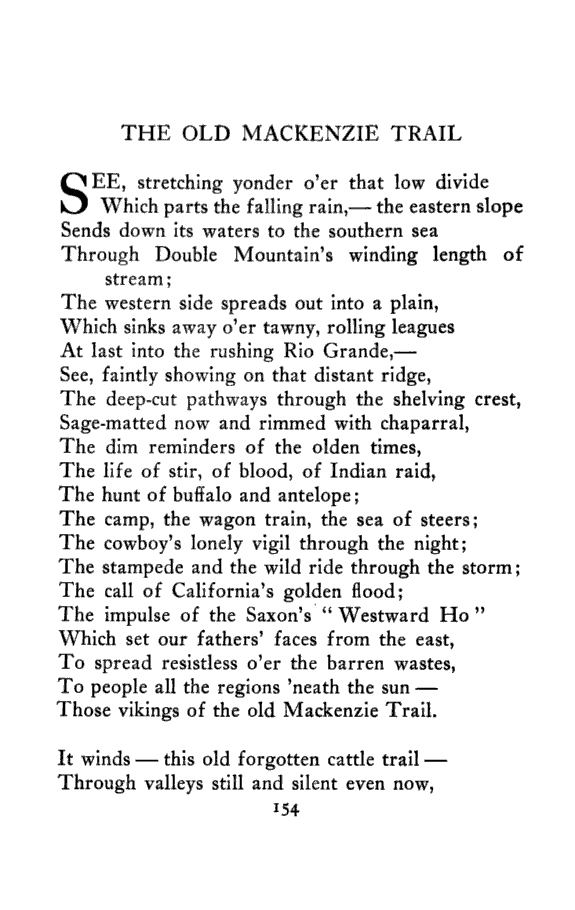 THE OLD MACKENZIE TRAIL
SEE, stretching yonder o'er that low divide
Which parts the falling rain,— the eastern slope
Sends down its waters to the southern sea
Through Double Mountain's winding length of
stream;
The western side spreads out into a plain,
Which sinks away o'er tawny, rolling leagues
At last into the rushing Rio Grande,—
See, faintly showing on that distant ridge,
The deep-cut pathways through the shelving crest,
Sage-matted now and rimmed with chaparral,
The dim reminders of the olden times,
The life of stir, of blood, of Indian raid,
The hunt of buffalo and antelope;
The camp, the wagon train, the sea of steers;
The cowboy's lonely vigil through the night;
The stampede and the wild ride through the storm;
The call of California's golden flood;
The impulse of the Saxon's “ Westward Ho ”
Which set our fathers' faces from the east,
To spread resistless o'er the barren wastes,
To people all the regions 'neath the sun —
Those vikings of the old Mackenzie Trail.
It winds — this old forgotten cattle trail —
Through valleys still and silent even now,
154